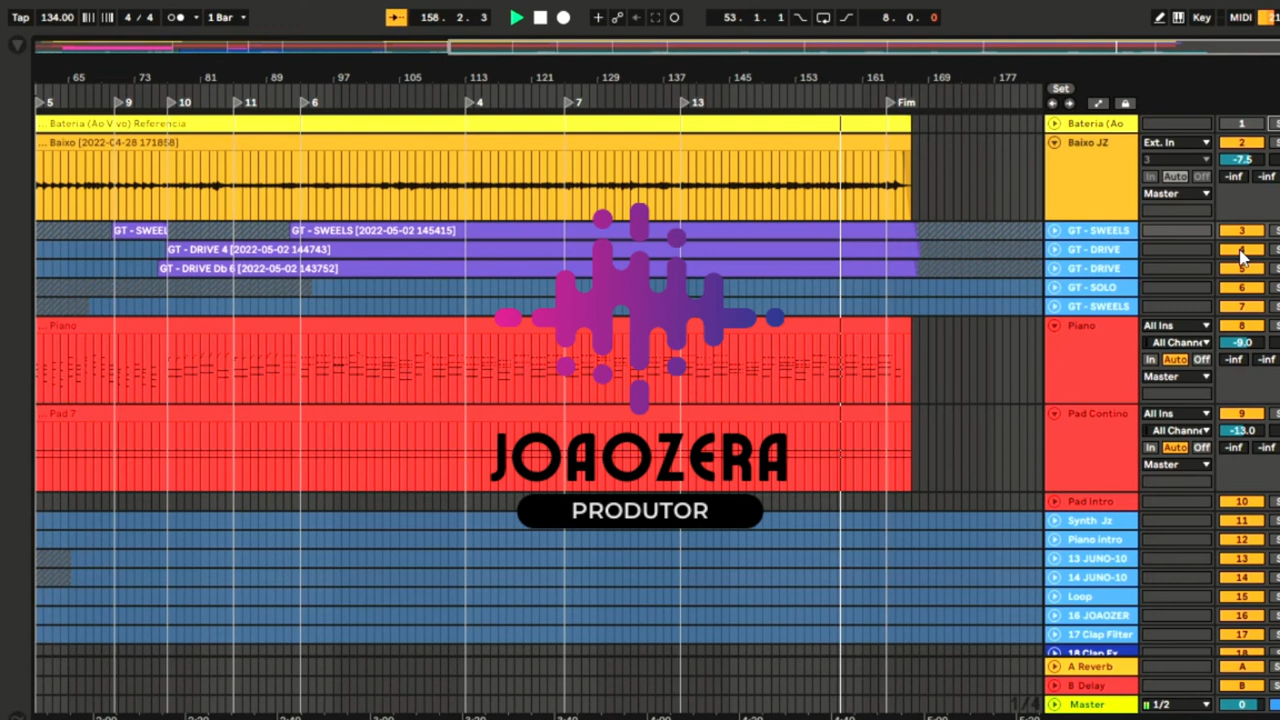 Tap 134.00 4 / 4 1 Bar 158. 2. 3 53. 1. 1 8. 0. 0 Key MIDI
65 73 81 89 97 105 113 121 129 137 145 153 161 169 177
Set
5 9 10 11 6 4 7 13 Fim
... Bateria (Ao Vivo) Referencia
Bateria (Ao 1
... Baixo [2022-04-28 171858]
Baixo JZ Ext. In 2
3 -7.5
In Auto Off -inf -inf
Master
GT - SWEEL GT - SWEELS [2022-05-02 145415] GT - SWEELS 3
GT - DRIVE 4 [2022-05-02 144743] GT - DRIVE 4
GT - DRIVE Db 6 [2022-05-02 143752] GT - DRIVE 5
GT - SOLO 6
GT - SWEELS 7
... Piano Piano All Ins 8
All Channe -9.0
In Auto Off -inf -inf
Master
... Pad 7 Pad Contino All Ins 9
All Channe -13.0
In Auto Off -inf -inf
Master
JOAOZERA
PRODUTOR
Pad Intro 10
Synth Jz 11
Piano intro 12
13 JUNO-10 13
14 JUNO-10 14
Loop 15
16 JOAOZER 16
17 Clap Filter 17
18 Clap Fx 18
A Reverb A
B Delay B
1/4 Master 1/2 0